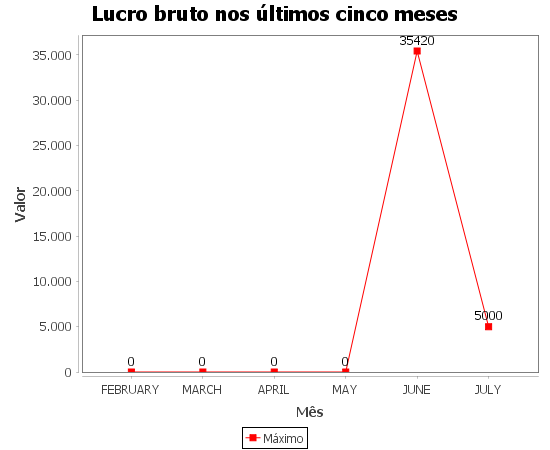 Lucro bruto nos últimos cinco meses
35420
35.000
30.000
25.000
20.000
15.000
10.000
5.000
0
Valor
0
0
0
0
5000
FEBRUARY
MARCH
APRIL
MAY
JUNE
JULY
Mês
Máximo